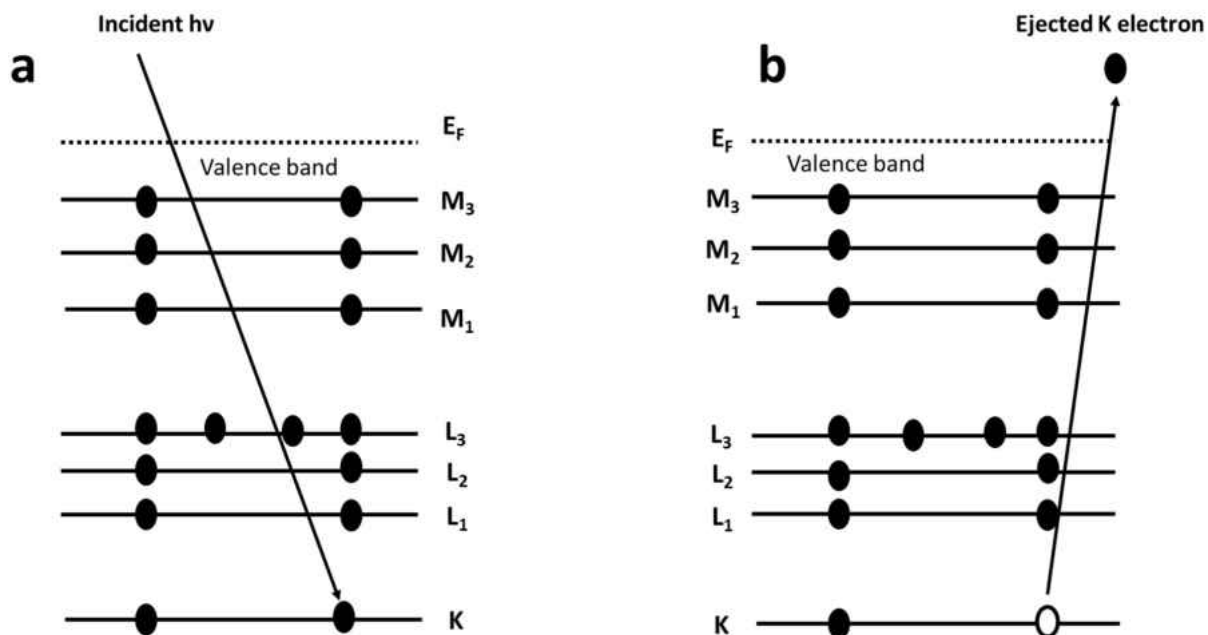 Incident hν
a
E_F
Valence band
M₃
M₂
M₁
L₃
L₂
L₁
K
Ejected K electron
b
E_F
Valence band
M₃
M₂
M₁
L₃
L₂
L₁
K